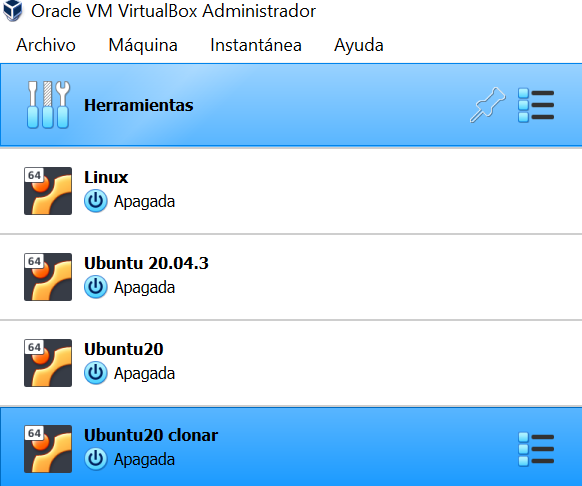 Oracle VM VirtualBox Administrador
Archivo Máquina Instantánea Ayuda
Herramientas
64
Linux
Apagada
64
Ubuntu 20.04.3
Apagada
64
Ubuntu20
Apagada
64
Ubuntu20 clonar
Apagada